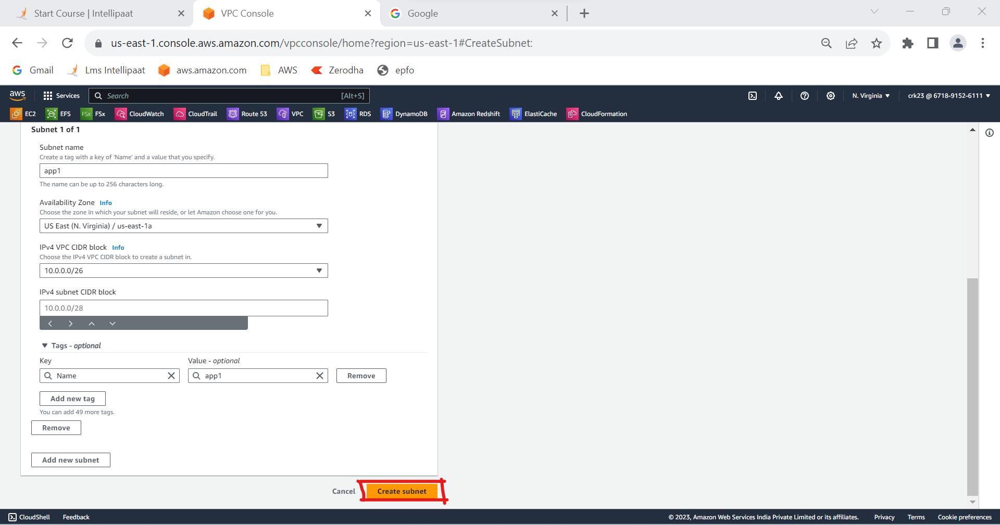 Start Course | Intellipaat
VPC Console
Google
us-east-1.console.aws.amazon.com/vpcconsole/home?region=us-east-1#CreateSubnet:
Gmail
Lms Intellipaat
aws.amazon.com
AWS
Zerodha
epfo
aws
Services
Search
[Alt+S]
N. Virginia
crk23 @ 6718-9152-6111
EC2
EFS
FSx
FSx
CloudWatch
CloudTrail
Route 53
VPC
S3
RDS
DynamoDB
Amazon Redshift
ElastiCache
CloudFormation
Subnet 1 of 1
Subnet name
Create a tag with a key of 'Name' and a value that you specify.
app1
The name can be up to 256 characters long.
Availability Zone Info
Choose the zone in which your subnet will reside, or let Amazon choose one for you.
US East (N. Virginia) / us-east-1a
IPv4 VPC CIDR block Info
Choose the IPv4 VPC CIDR block to create a subnet in.
10.0.0.0/26
IPv4 subnet CIDR block
10.0.0.0/28
Tags - optional
Key
Value - optional
Name
app1
Remove
Add new tag
You can add 49 more tags.
Remove
Add new subnet
Cancel
Create subnet
CloudShell
Feedback
© 2023, Amazon Web Services India Private Limited or its affiliates.
Privacy
Terms
Cookie preferences